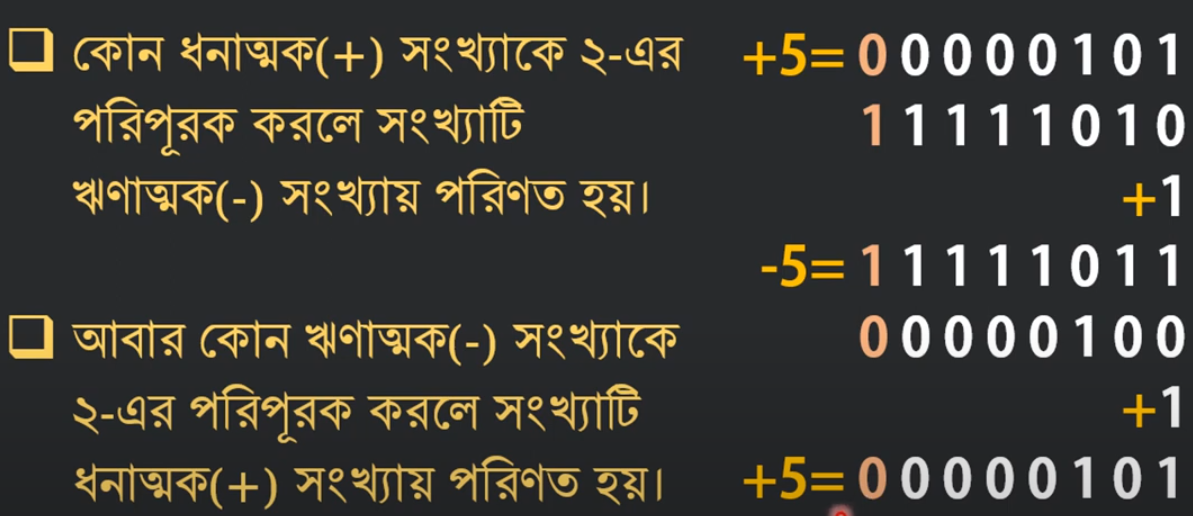 কোন ধনাত্মক(+) সংখ্যাকে ২-এর
পরিপূরক করলে সংখ্যাটি
ঋণাত্মক(-) সংখ্যায় পরিণত হয়।
আবার কোন ঋণাত্মক(-) সংখ্যাকে
২-এর পরিপূরক করলে সংখ্যাটি
ধনাত্মক(+) সংখ্যায় পরিণত হয়।
+5= 0 0 0 0 0 1 0 1
1 1 1 1 1 0 1 0
+1
-5= 1 1 1 1 1 0 1 1
0 0 0 0 0 1 0 0
+1
+5= 0 0 0 0 0 1 0 1